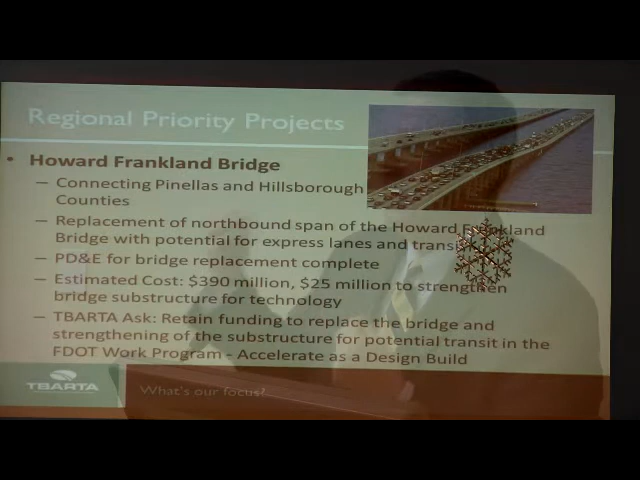 Regional Priority Projects
• Howard Frankland Bridge
– Connecting Pinellas and Hillsborough
Counties
– Replacement of northbound span of the Howard Frankland
Bridge with potential for express lanes and
– PD&E for bridge replacement complete
– Estimated Cost: $390 million, $25 million to strengthen
bridge substructure for technology
– TBARTA Ask: Retain funding to replace the bridge and
strengthening of the substructure for potential transit in the
FDOT Work Program - Accelerate as a Design Build
TBARTA
What's our focus?